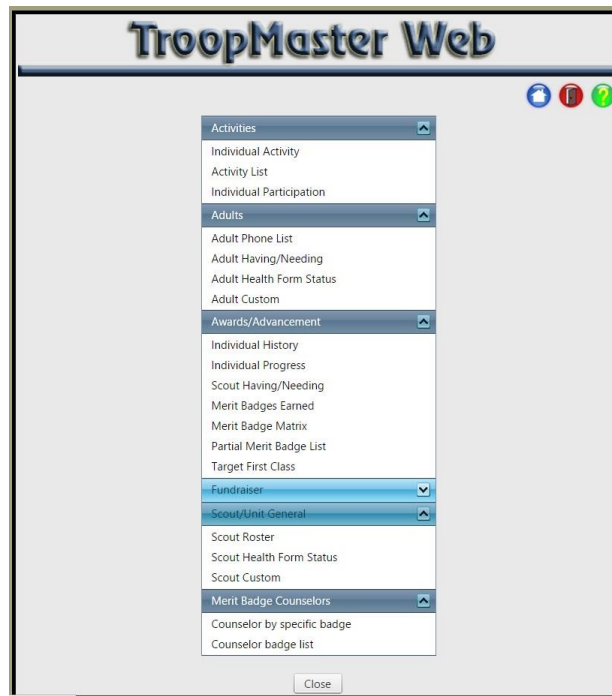 TroopMaster Web
?
Activities
Individual Activity
Activity List
Individual Participation
Adults
Adult Phone List
Adult Having/Needing
Adult Health Form Status
Adult Custom
Awards/Advancement
Individual History
Individual Progress
Scout Having/Needing
Merit Badges Earned
Merit Badge Matrix
Partial Merit Badge List
Target First Class
Fundraiser
Scout/Unit General
Scout Roster
Scout Health Form Status
Scout Custom
Merit Badge Counselors
Counselor by specific badge
Counselor badge list
Close